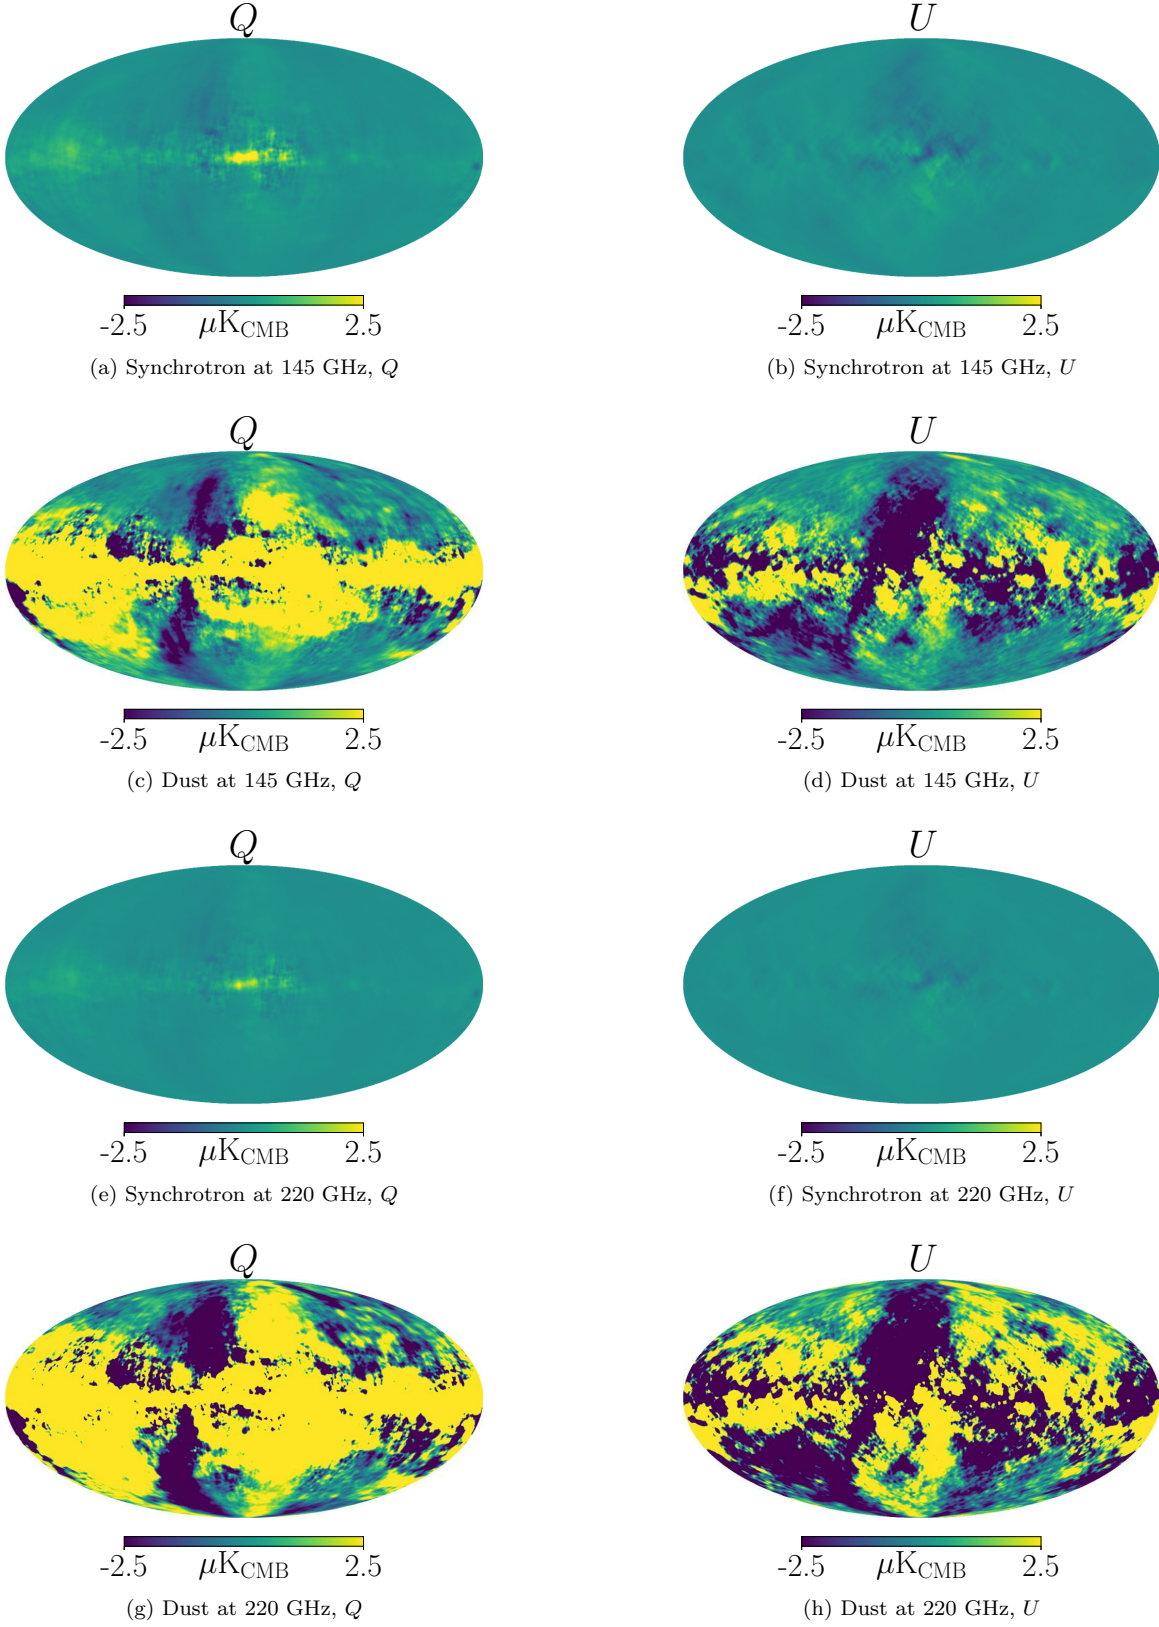 Q U
-2.5 μK_CMB 2.5 -2.5 μK_CMB 2.5
(a) Synchrotron at 145 GHz, Q (b) Synchrotron at 145 GHz, U
Q U
-2.5 μK_CMB 2.5 -2.5 μK_CMB 2.5
(c) Dust at 145 GHz, Q (d) Dust at 145 GHz, U
Q U
-2.5 μK_CMB 2.5 -2.5 μK_CMB 2.5
(e) Synchrotron at 220 GHz, Q (f) Synchrotron at 220 GHz, U
Q U
-2.5 μK_CMB 2.5 -2.5 μK_CMB 2.5
(g) Dust at 220 GHz, Q (h) Dust at 220 GHz, U